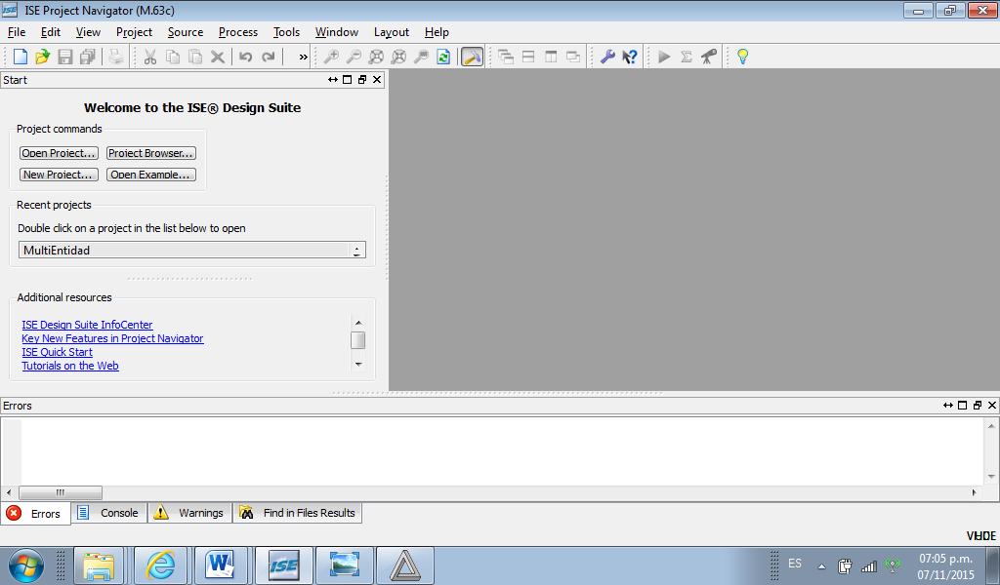 ISE Project Navigator (M.63c)
File Edit View Project Source Process Tools Window Layout Help
»
Start
Welcome to the ISE® Design Suite
Project commands
Open Project... Project Browser...
New Project... Open Example...
Recent projects
Double click on a project in the list below to open
MultiEntidad
Additional resources
ISE Design Suite InfoCenter
Key New Features in Project Navigator
ISE Quick Start
Tutorials on the Web
Errors
Errors Console Warnings Find in Files Results
ISE
ES
07:05 p.m.
07/11/2015